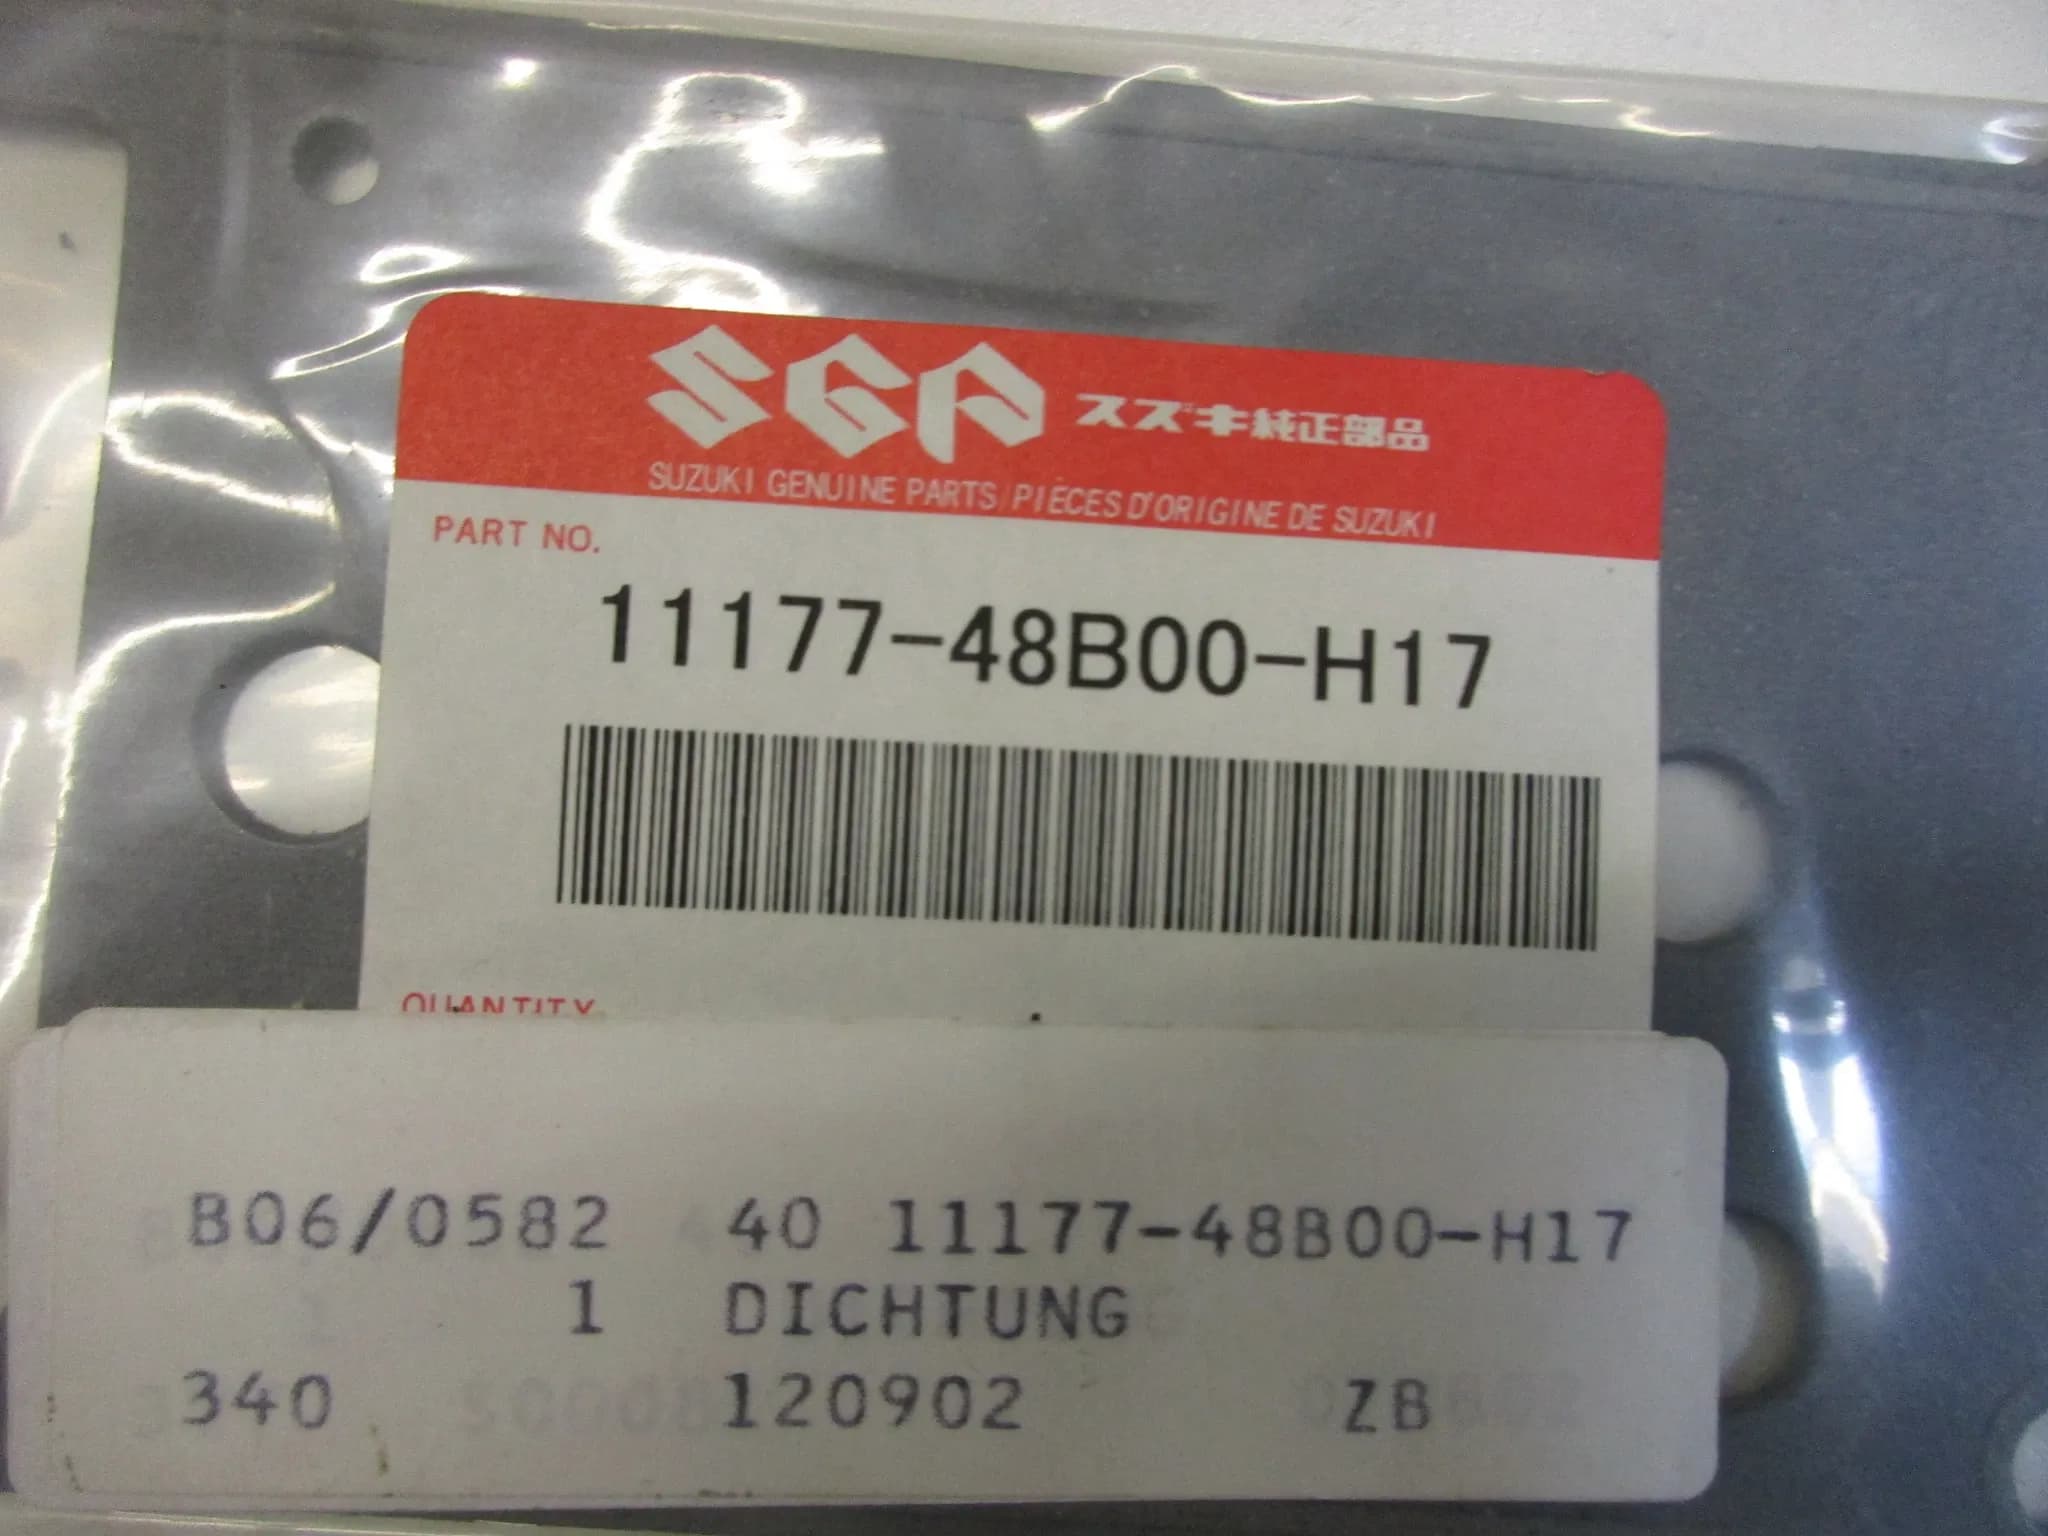 SGP スズキ純正部品
SUZUKI GENUINE PARTS/PIÈCES D'ORIGINE DE SUZUKI
PART NO.
11177-48B00-H17
QUANTITY
B06/0582 40 11177-48B00-H17
1 DICHTUNG
340 120902 ZB